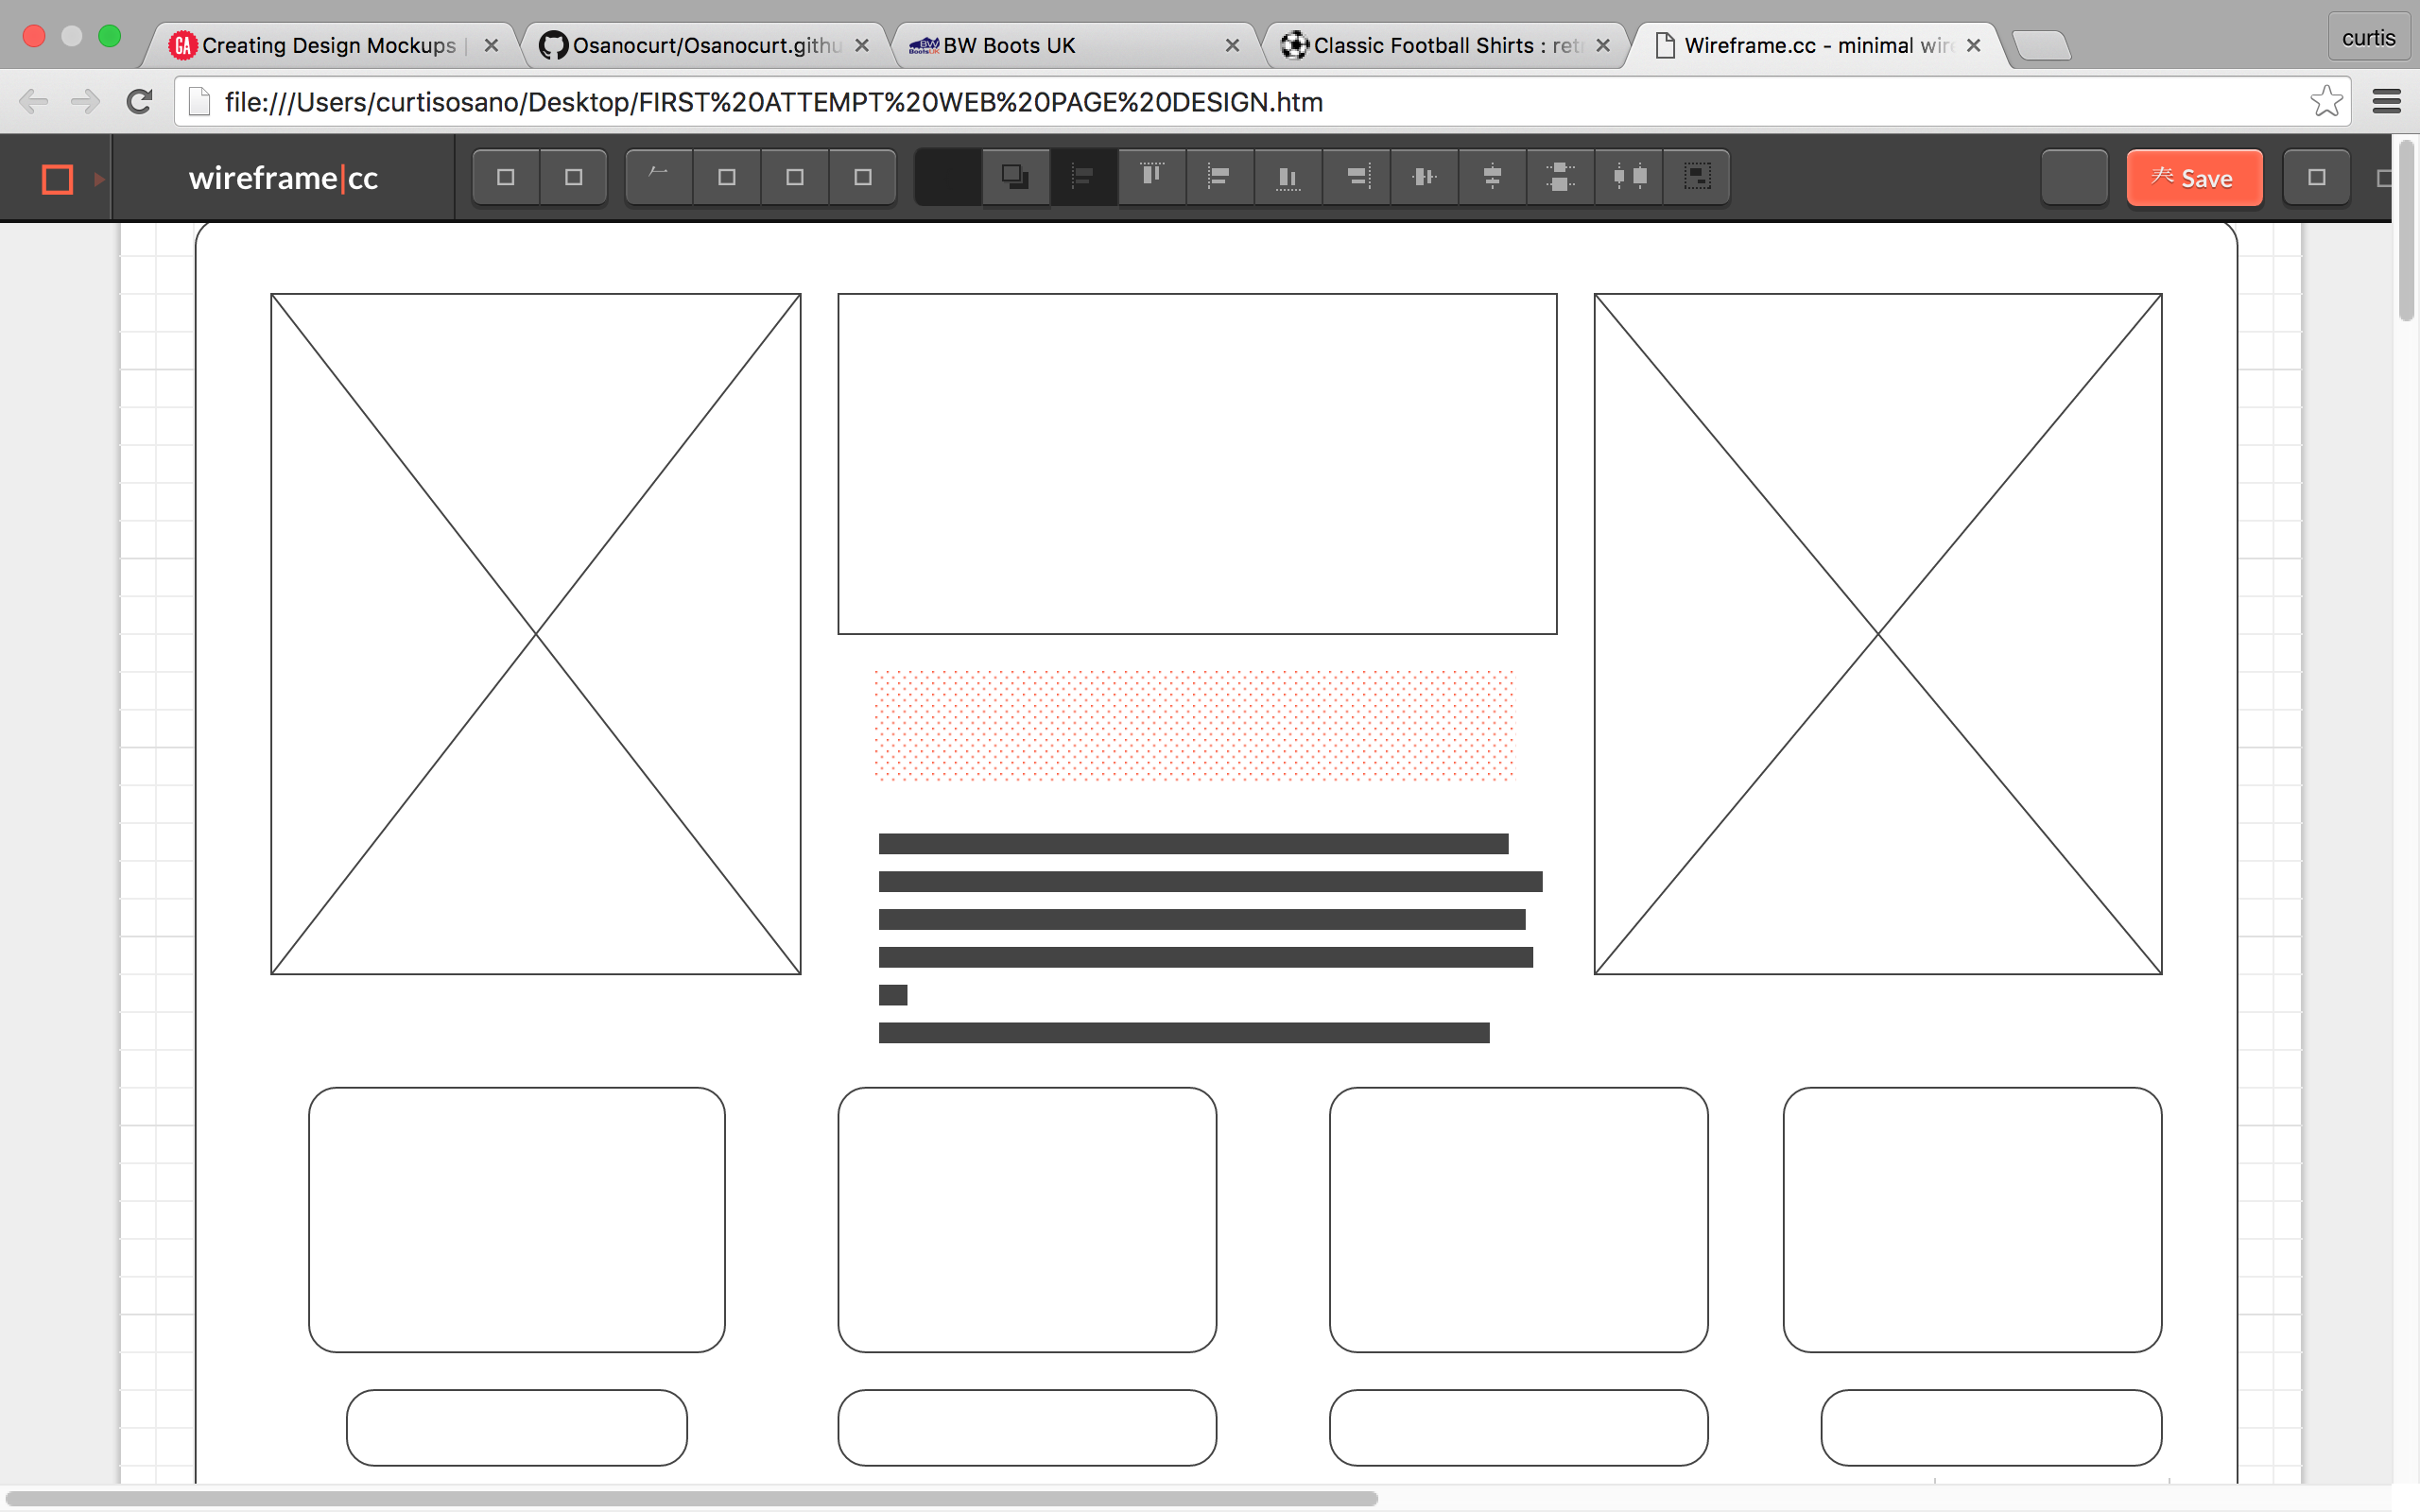 Creating Design Mockups |
Osanocurt/Osanocurt.githu
BW Boots UK
Classic Football Shirts : ret
Wireframe.cc - minimal wire
curtis
file:///Users/curtisosano/Desktop/FIRST%20ATTEMPT%20WEB%20PAGE%20DESIGN.htm
wireframe|cc
Save